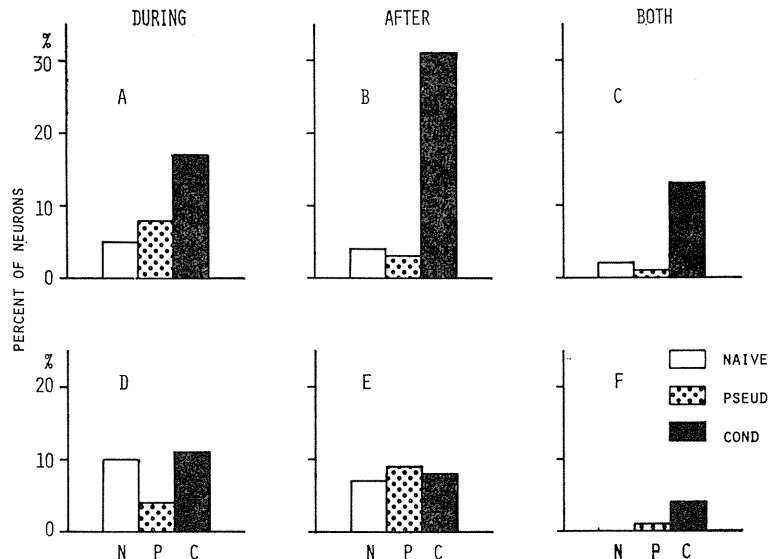 DURING AFTER BOTH
%
30
A B C
20
10
0
PERCENT OF NEURONS
%
20
D E F
NAIVE
PSEUD
COND
10
0
N P C N P C N P C